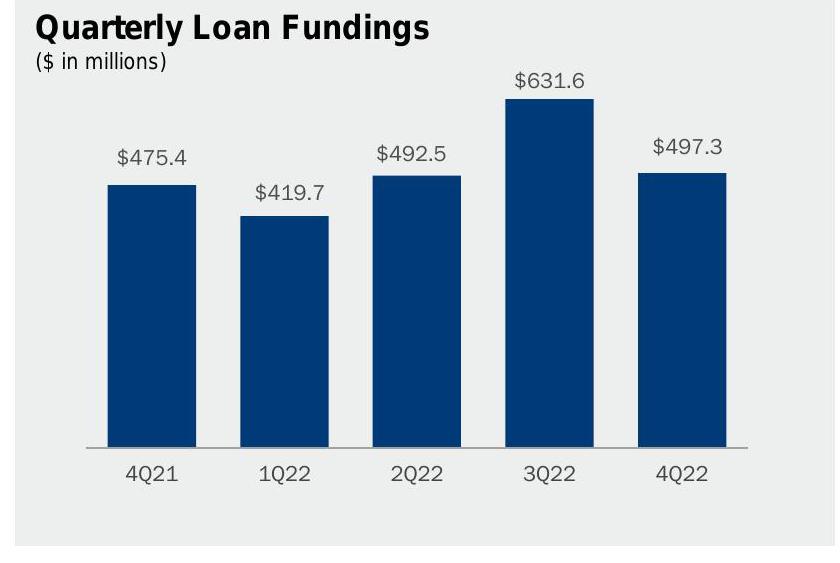 Quarterly Loan Fundings
($ in millions)
$475.4
$419.7
$492.5
$631.6
$497.3
4Q21
1Q22
2Q22
3Q22
4Q22